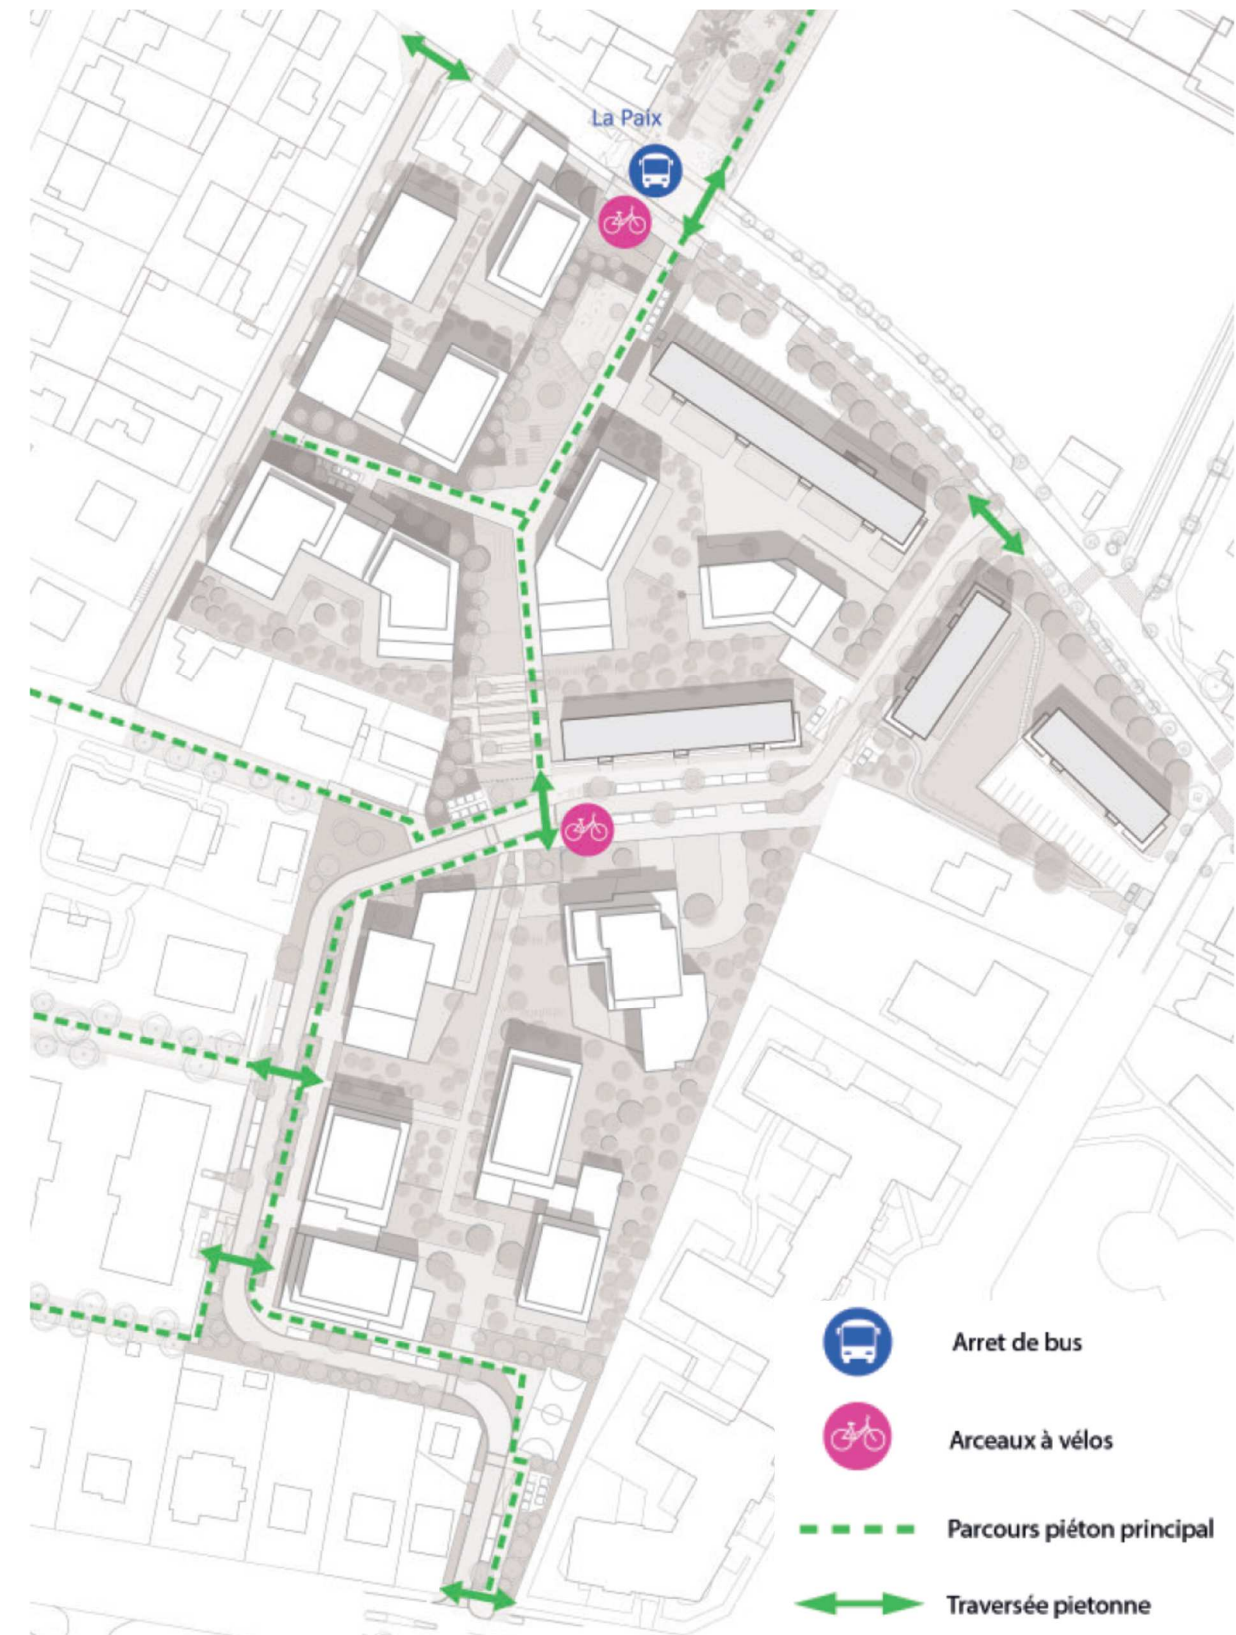 La Paix
Arret de bus
Arceaux à vélos
Parcours piéton principal
Traversée pietonne